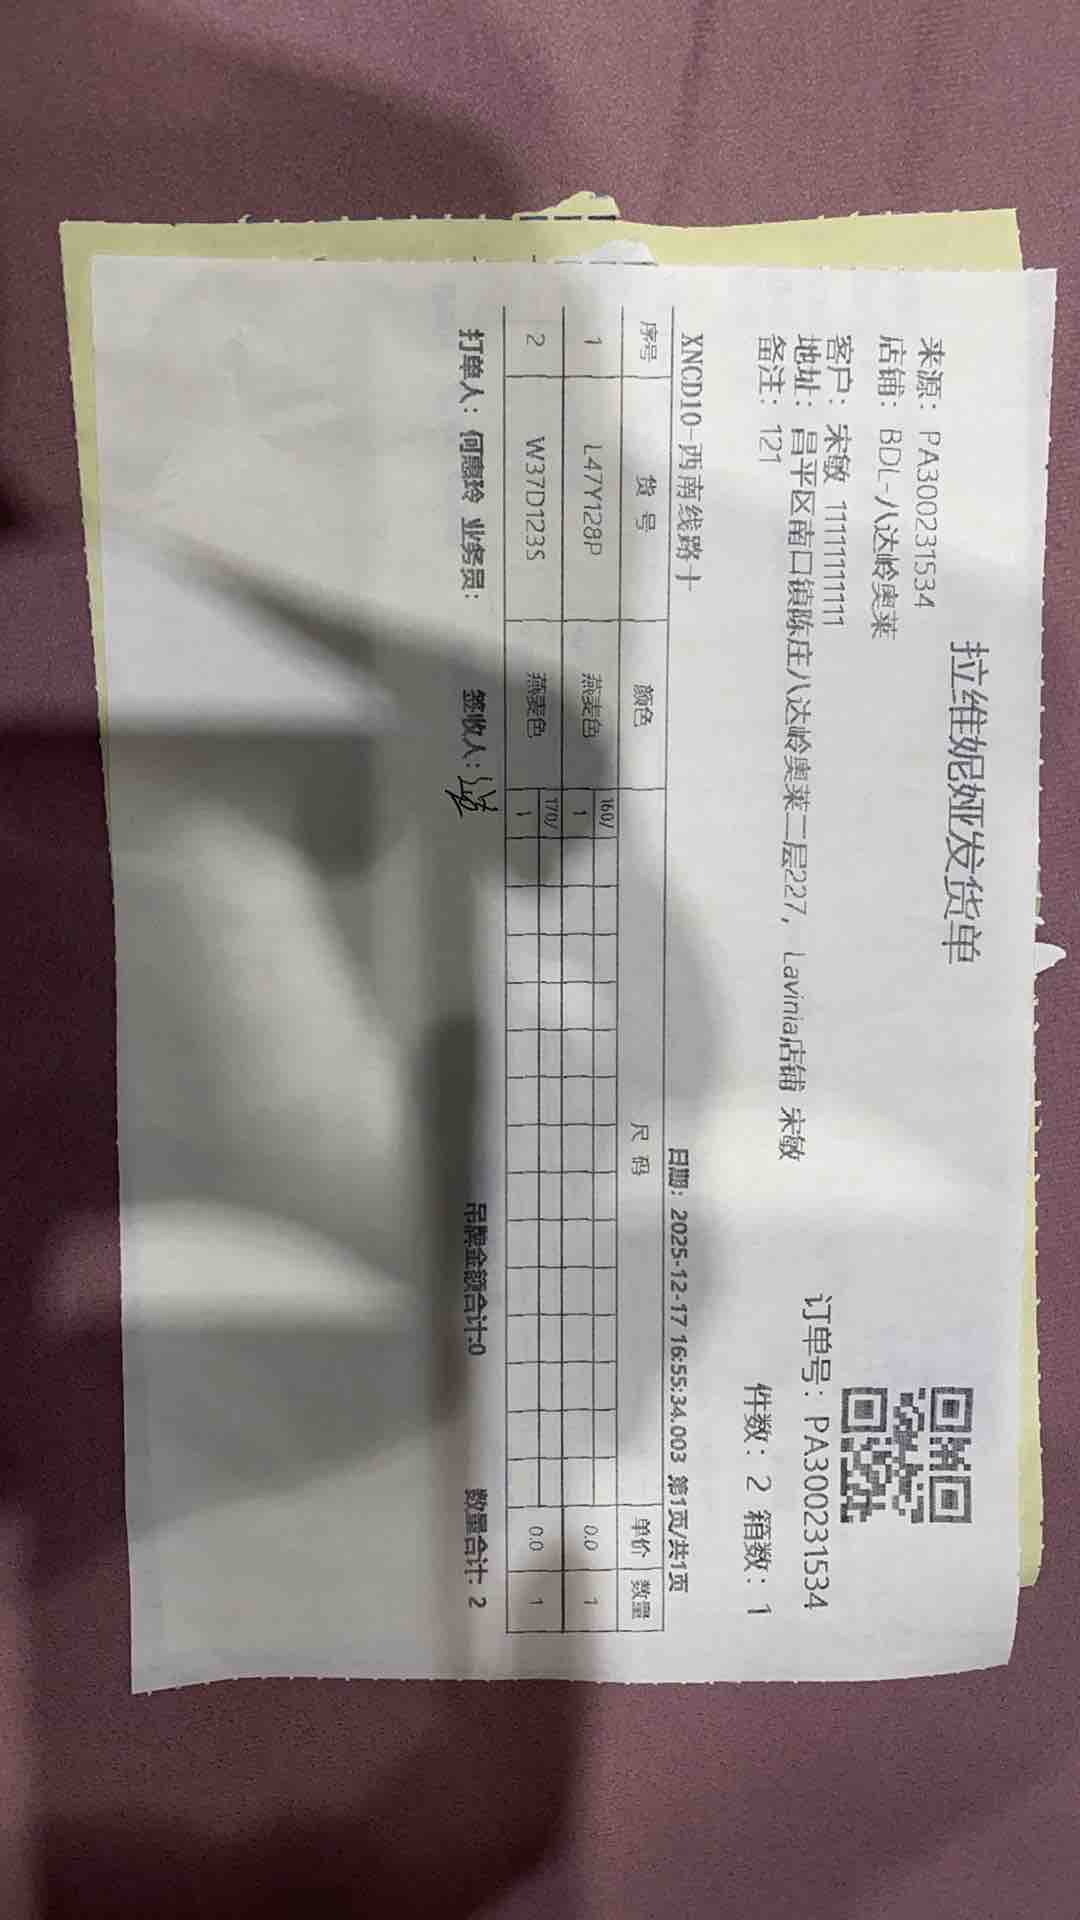 拉维妮娅发货单
来源：PA300231534
店铺：BDL-八达岭奥莱
订单号：PA300231534
客户：宋敏 11111111111
地址：昌平区南口镇陈庄八达岭奥莱二层227，Lavinia店铺 宋敏
备注：121
件数：2 箱数：1
XNCD10-西南线路十
日期：2025-12-17 16:55:34.003 第1页/共1页
序号 货号 颜色 尺码 单价 数量
160/
1 L47Y128P 燕麦色 1 0.0 1
170/
2 W37D123S 燕麦色 1 0.0 1
打单人：何惠玲 业务员： 签收人： 吊牌金额合计:0 数量合计: 2